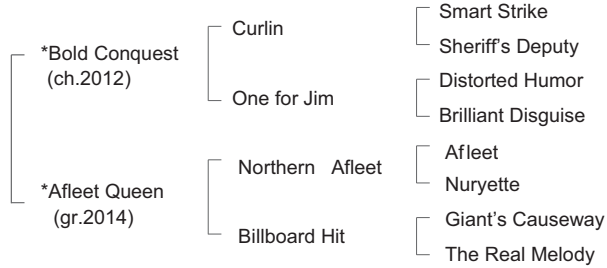 Smart Strike
Curlin
Sheriff's Deputy
*Bold Conquest
(ch.2012)
Distorted Humor
One for Jim
Brilliant Disguise
Afleet
Northern Afleet
Nuryette
*Afleet Queen
(gr.2014)
Giant's Causeway
Billboard Hit
The Real Melody